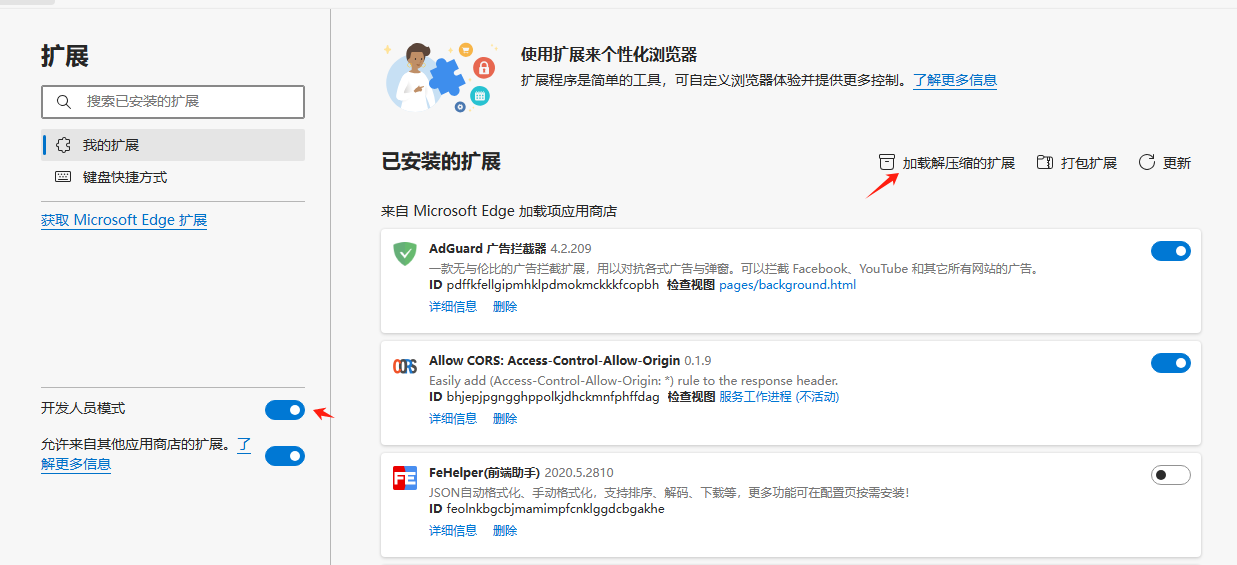 扩展
搜索已安装的扩展
我的扩展
键盘快捷方式
获取 Microsoft Edge 扩展
开发人员模式
允许来自其他应用商店的扩展。了
解更多信息
使用扩展来个性化浏览器
扩展程序是简单的工具，可自定义浏览器体验并提供更多控制。了解更多信息
已安装的扩展
加载解压缩的扩展
打包扩展
更新
来自 Microsoft Edge 加载项应用商店
AdGuard 广告拦截器 4.2.209
一款无与伦比的广告拦截扩展，用以对抗各式广告与弹窗。可以拦截 Facebook、YouTube 和其它所有网站的广告。
ID pdffkfellgipmhklpdmokmckkkfcopbh 检查视图 pages/background.html
详细信息 删除
CORS
Allow CORS: Access-Control-Allow-Origin 0.1.9
Easily add (Access-Control-Allow-Origin: *) rule to the response header.
ID bhjepjpgngghppolkjdhckmnfphffdag 检查视图 服务工作进程 (不活动)
详细信息 删除
FE
FeHelper(前端助手) 2020.5.2810
JSON自动格式化、手动格式化，支持排序、解码、下载等，更多功能可在配置页按需安装！
ID feolnkbgcbjmamimpfcnklggdcbgakhe
详细信息 删除